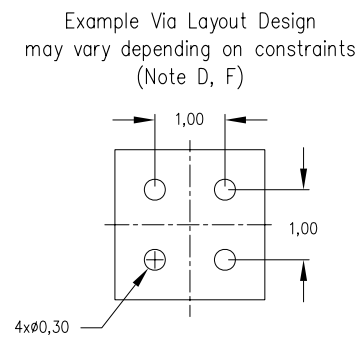 Example Via Layout Design
may vary depending on constraints
(Note D, F)
1,00
1,00
4xø0,30